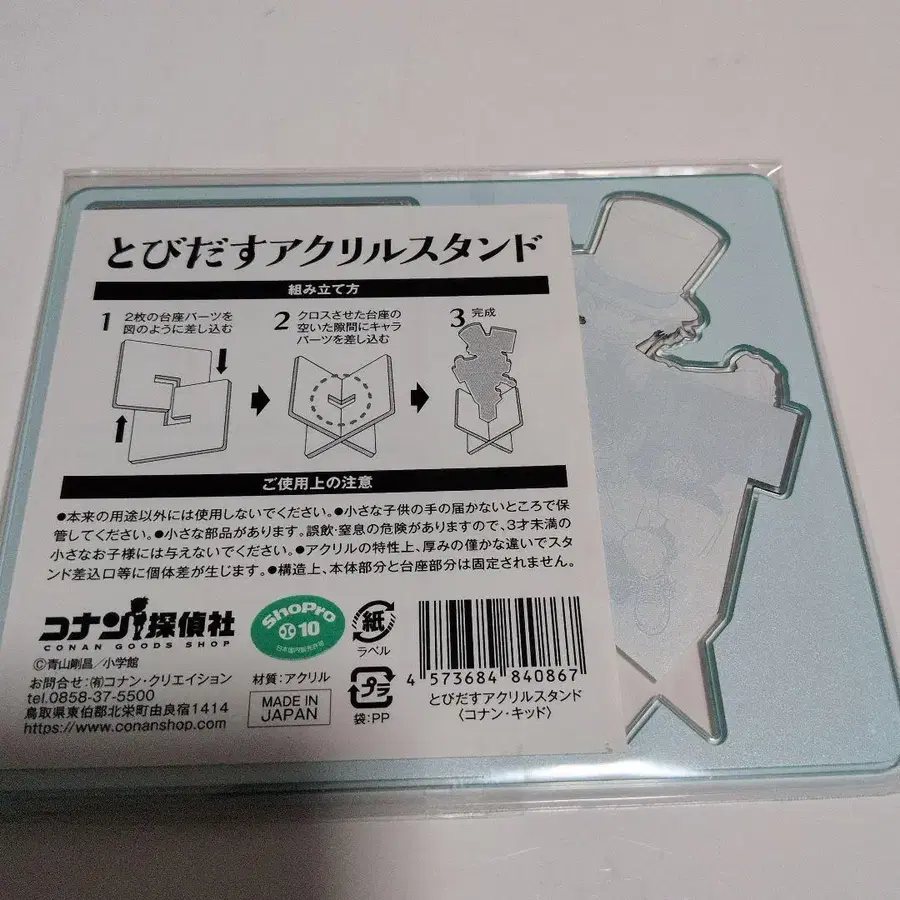 とびだすアクリルスタンド
組み立て方
1 2枚の台座パーツを
図のように差し込む
2 クロスさせた台座の
空いた隙間にキャラ
パーツを差し込む
3 完成
ご使用上の注意
●本来の用途以外には使用しないでください。●小さな子供の手の届かないところで保
管してください。●小さな部品があります。誤飲・窒息の危険がありますので、3才未満の
小さなお子様には与えないでください。●アクリルの特性上、厚みの僅かな違いでスタ
ンド差込口等に個体差が生じます。●構造上、本体部分と台座部分は固定されません。
コナン探偵社
CONAN GOODS SHOP
©青山剛昌/小学館
お問合せ:㈲コナン・クリエイション
tel.0858-37-5500
鳥取県東伯郡北栄町由良宿1414
https://www.conanshop.com
ShoPro
10
日本国内販売許可
材質:アクリル
MADE IN
JAPAN
紙
ラベル
プラ
袋:PP
4 573684 840867
とびだすアクリルスタンド
〈コナン・キッド〉